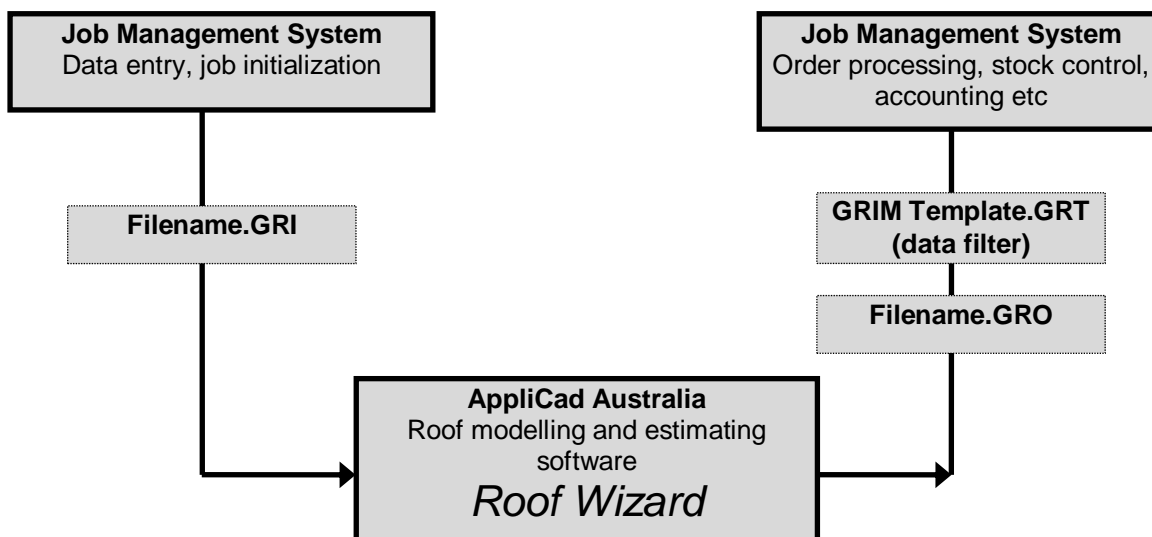 Job Management System
Data entry, job initialization
Job Management System
Order processing, stock control,
accounting etc
Filename.GRI
GRIM Template.GRT
(data filter)
Filename.GRO
AppliCad Australia
Roof modelling and estimating
software
Roof Wizard